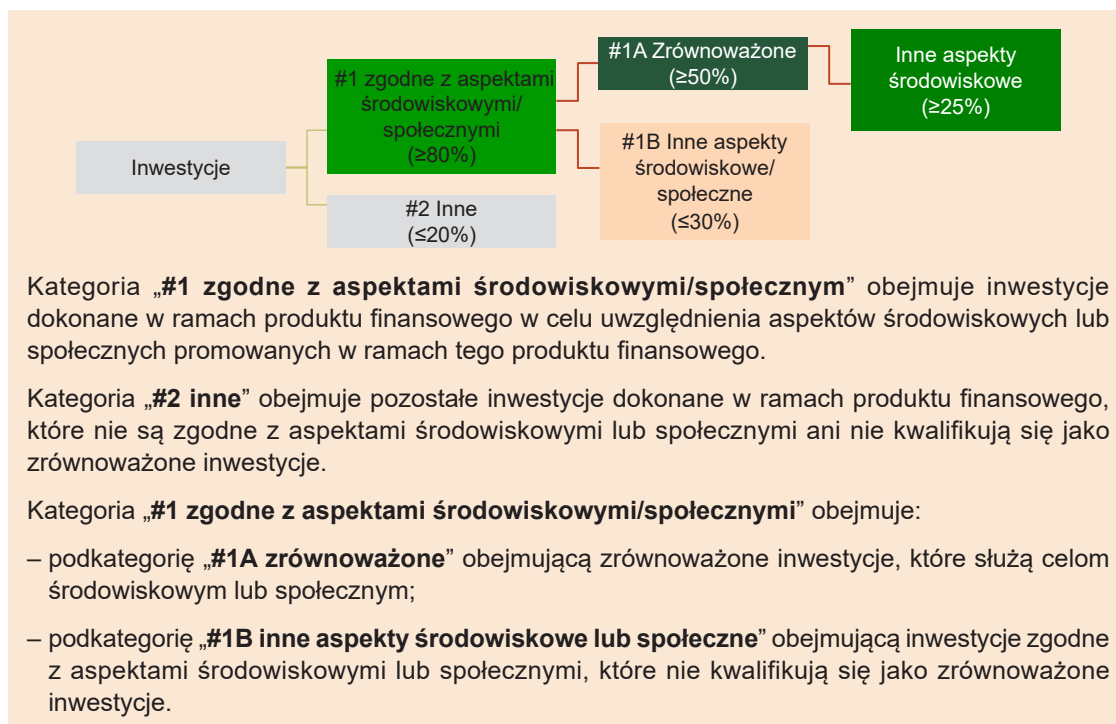 Inwestycje
#1 zgodne z aspektami
środowiskowymi/
społecznymi
(≥80%)
#2 Inne
(≤20%)
#1A Zrównoważone
(≥50%)
#1B Inne aspekty
środowiskowe/
społeczne
(≤30%)
Inne aspekty
środowiskowe
(≥25%)
Kategoria „#1 zgodne z aspektami środowiskowymi/społecznym” obejmuje inwestycje
dokonane w ramach produktu finansowego w celu uwzględnienia aspektów środowiskowych lub
społecznych promowanych w ramach tego produktu finansowego.
Kategoria „#2 inne” obejmuje pozostałe inwestycje dokonane w ramach produktu finansowego,
które nie są zgodne z aspektami środowiskowymi lub społecznymi ani nie kwalifikują się jako
zrównoważone inwestycje.
Kategoria „#1 zgodne z aspektami środowiskowymi/społecznymi” obejmuje:
– podkategorię „#1A zrównoważone” obejmującą zrównoważone inwestycje, które służą celom
środowiskowym lub społecznym;
– podkategorię „#1B inne aspekty środowiskowe lub społeczne” obejmującą inwestycje zgodne
z aspektami środowiskowymi lub społecznymi, które nie kwalifikują się jako zrównoważone
inwestycje.